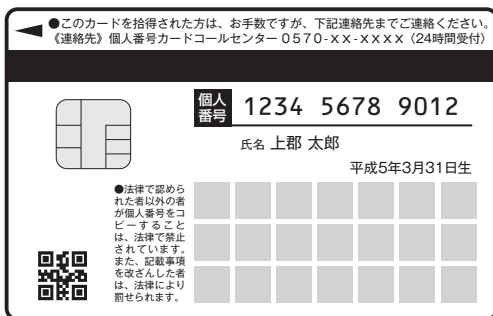 ●このカードを拾得された方は、お手数ですが、下記連絡先までご連絡ください。
《連絡先》個人番号カードコールセンター 0570-xx-xxxx〈24時間受付〉
個人
番号
1234 5678 9012
氏名 上郡 太郎
平成5年3月31日生
●法律で認めら
れた者以外の者
が個人番号をコ
ピーすること
は、法律で禁止
されています。
また、記載事項
を改ざんした者
は、法律により
罰せられます。